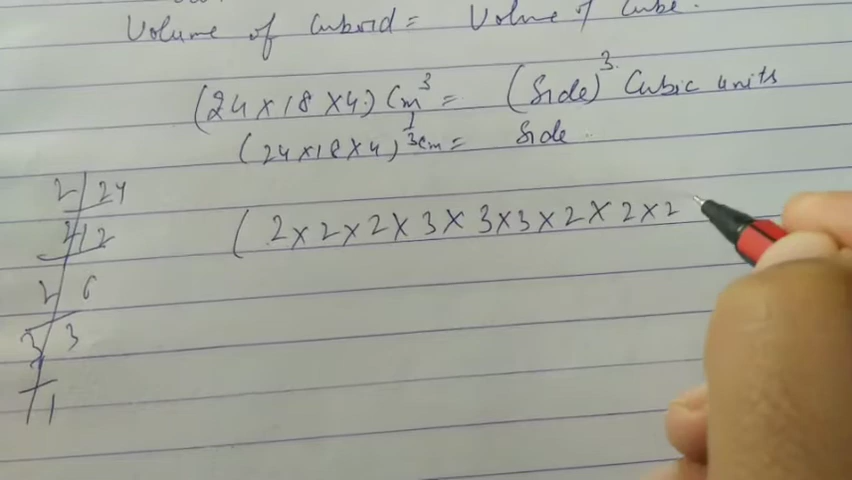 Volume of Cuboid = Volume of Cube.
(24 × 18 × 4) Cm³ = (Side)³ Cubic units
(24 × 18 × 4)^1/3 cm = Side
2 | 24
2 | 12
2 | 6
3 | 3
| 1
( 2 × 2 × 2 × 3 × 3 × 3 × 2 × 2 × 2